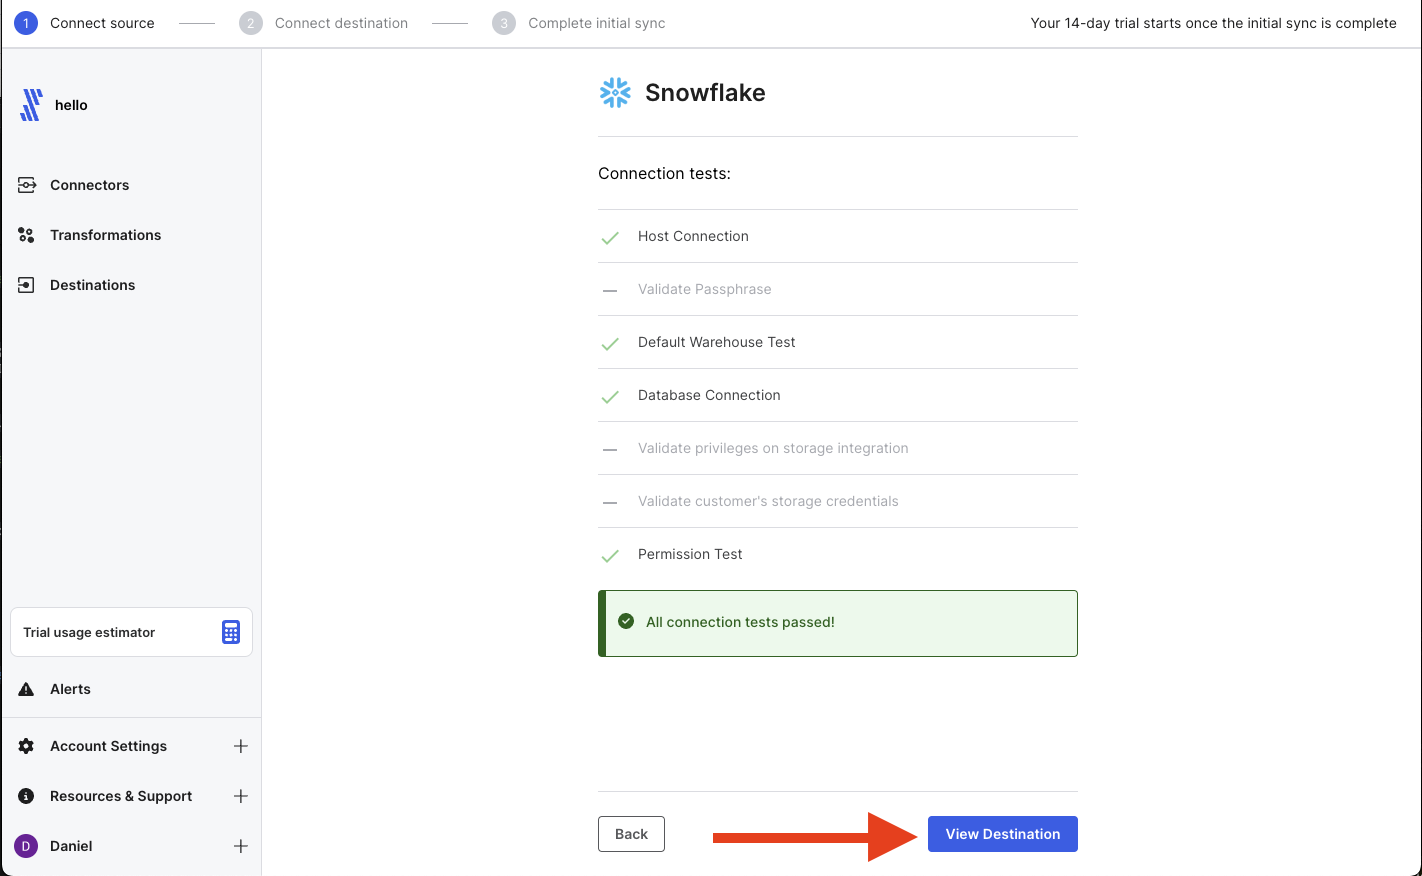 1 Connect source
2 Connect destination
3 Complete initial sync
Your 14-day trial starts once the initial sync is complete
hello
Connectors
Transformations
Destinations
Trial usage estimator
Alerts
Account Settings
Resources & Support
D Daniel
Snowflake
Connection tests:
Host Connection
Validate Passphrase
Default Warehouse Test
Database Connection
Validate privileges on storage integration
Validate customer's storage credentials
Permission Test
All connection tests passed!
Back
View Destination